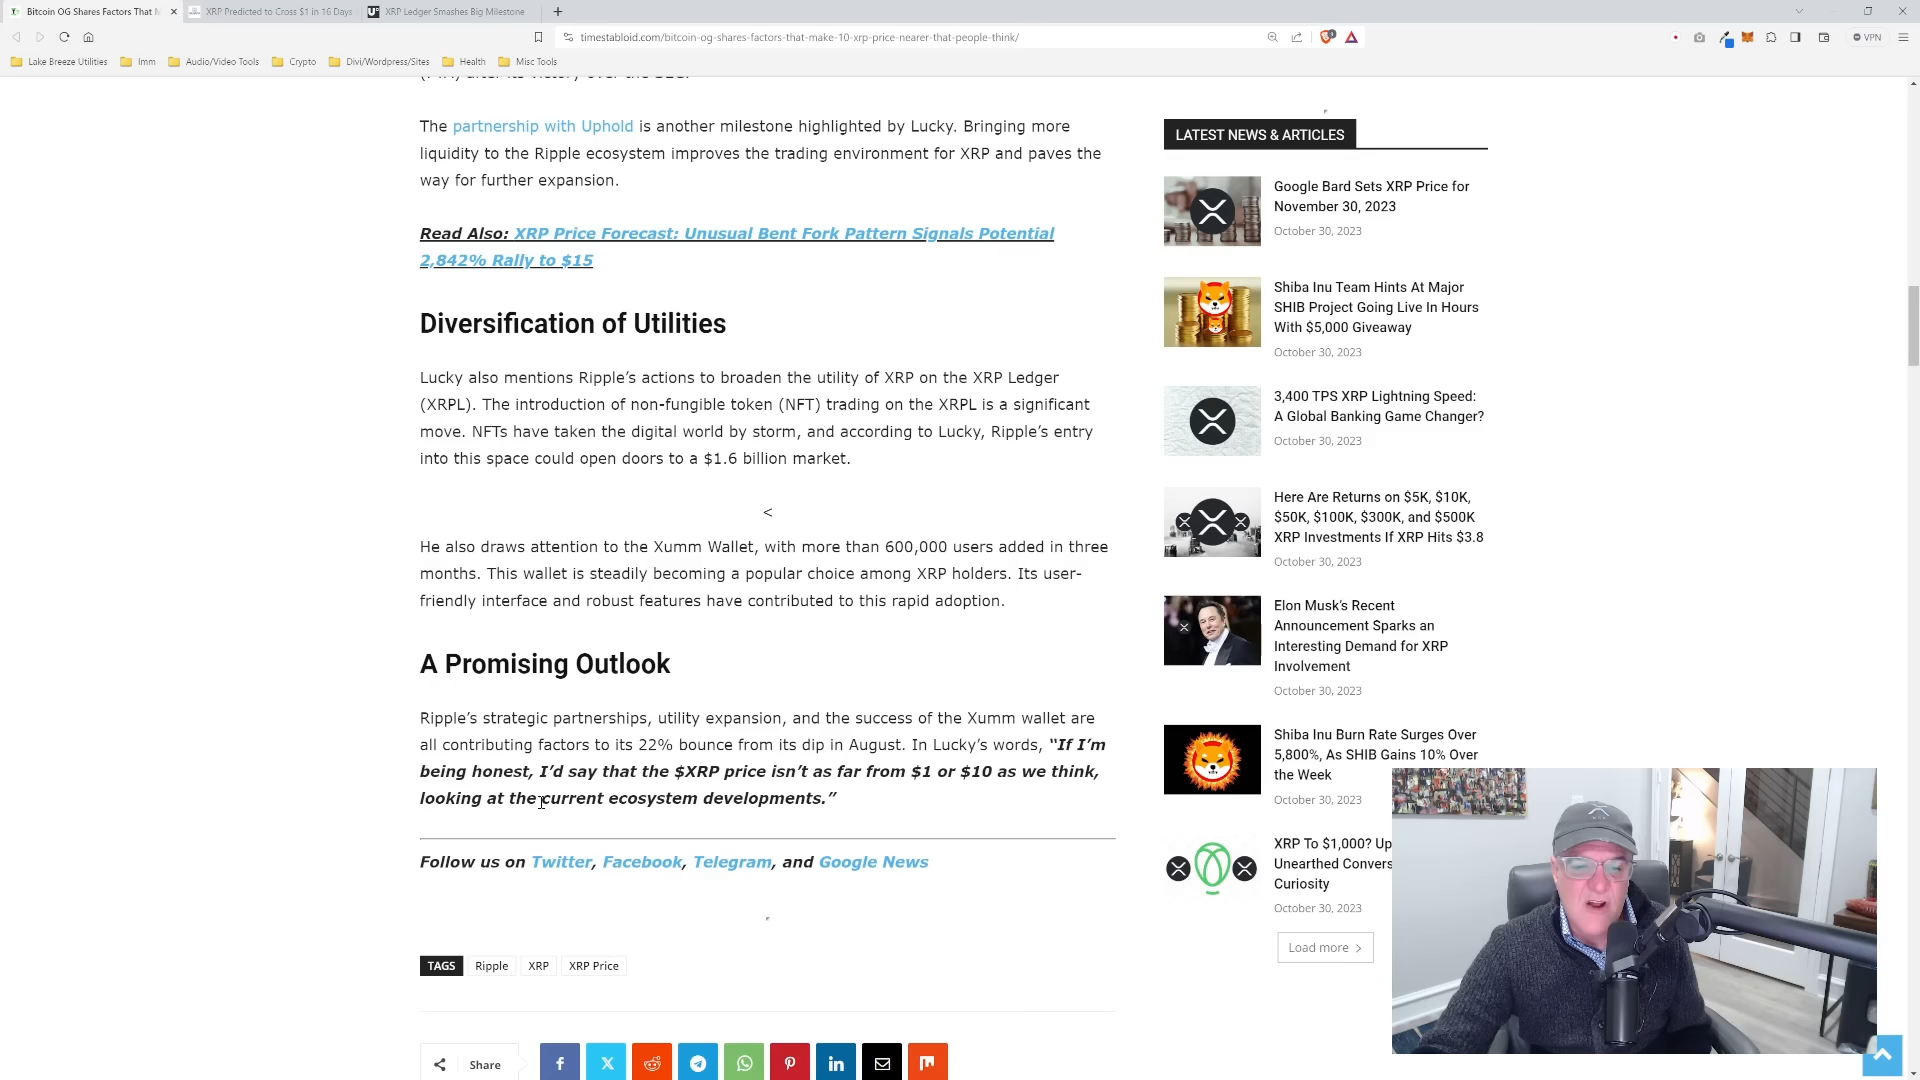 Bitcoin OG Shares Factors That M
XRP Predicted to Cross $1 in 16 Days
XRP Ledger Smashes Big Milestone
timestabloid.com/bitcoin-og-shares-factors-that-make-10-xrp-price-nearer-that-people-think/
VPN
Lake Breeze Utilities
Imm
Audio/Video Tools
Crypto
Divi/Wordpress/Sites
Health
Misc Tools
The partnership with Uphold is another milestone highlighted by Lucky. Bringing more
liquidity to the Ripple ecosystem improves the trading environment for XRP and paves the
way for further expansion.
Read Also: XRP Price Forecast: Unusual Bent Fork Pattern Signals Potential
2,842% Rally to $15
Diversification of Utilities
Lucky also mentions Ripple’s actions to broaden the utility of XRP on the XRP Ledger
(XRPL). The introduction of non-fungible token (NFT) trading on the XRPL is a significant
move. NFTs have taken the digital world by storm, and according to Lucky, Ripple’s entry
into this space could open doors to a $1.6 billion market.
<
He also draws attention to the Xumm Wallet, with more than 600,000 users added in three
months. This wallet is steadily becoming a popular choice among XRP holders. Its user-
friendly interface and robust features have contributed to this rapid adoption.
A Promising Outlook
Ripple’s strategic partnerships, utility expansion, and the success of the Xumm wallet are
all contributing factors to its 22% bounce from its dip in August. In Lucky’s words, “If I’m
being honest, I’d say that the $XRP price isn’t as far from $1 or $10 as we think,
looking at the current ecosystem developments.”
Follow us on Twitter, Facebook, Telegram, and Google News
TAGS
Ripple
XRP
XRP Price
Share
LATEST NEWS & ARTICLES
Google Bard Sets XRP Price for
November 30, 2023
October 30, 2023
Shiba Inu Team Hints At Major
SHIB Project Going Live In Hours
With $5,000 Giveaway
October 30, 2023
3,400 TPS XRP Lightning Speed:
A Global Banking Game Changer?
October 30, 2023
Here Are Returns on $5K, $10K,
$50K, $100K, $300K, and $500K
XRP Investments If XRP Hits $3.8
October 30, 2023
Elon Musk’s Recent
Announcement Sparks an
Interesting Demand for XRP
Involvement
October 30, 2023
Shiba Inu Burn Rate Surges Over
5,800%, As SHIB Gains 10% Over
the Week
October 30, 2023
XRP To $1,000? Up
Unearthed Convers
Curiosity
October 30, 2023
Load more